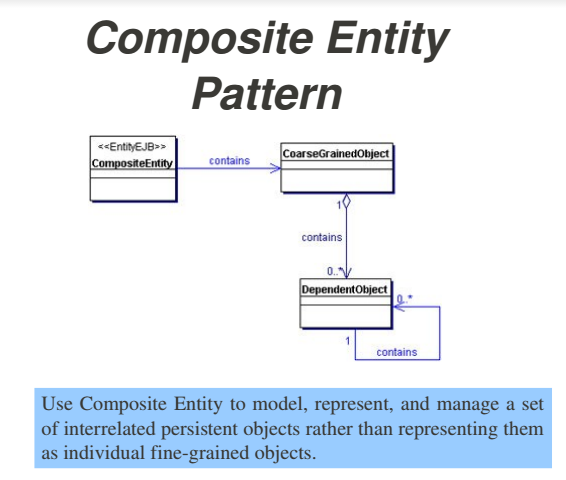 Composite Entity
Pattern
<<EntityEJB>>
CompositeEntity
contains
CoarseGrainedObject
1
contains
0..*
DependentObject
0..*
1
contains
Use Composite Entity to model, represent, and manage a set
of interrelated persistent objects rather than representing them
as individual fine-grained objects.